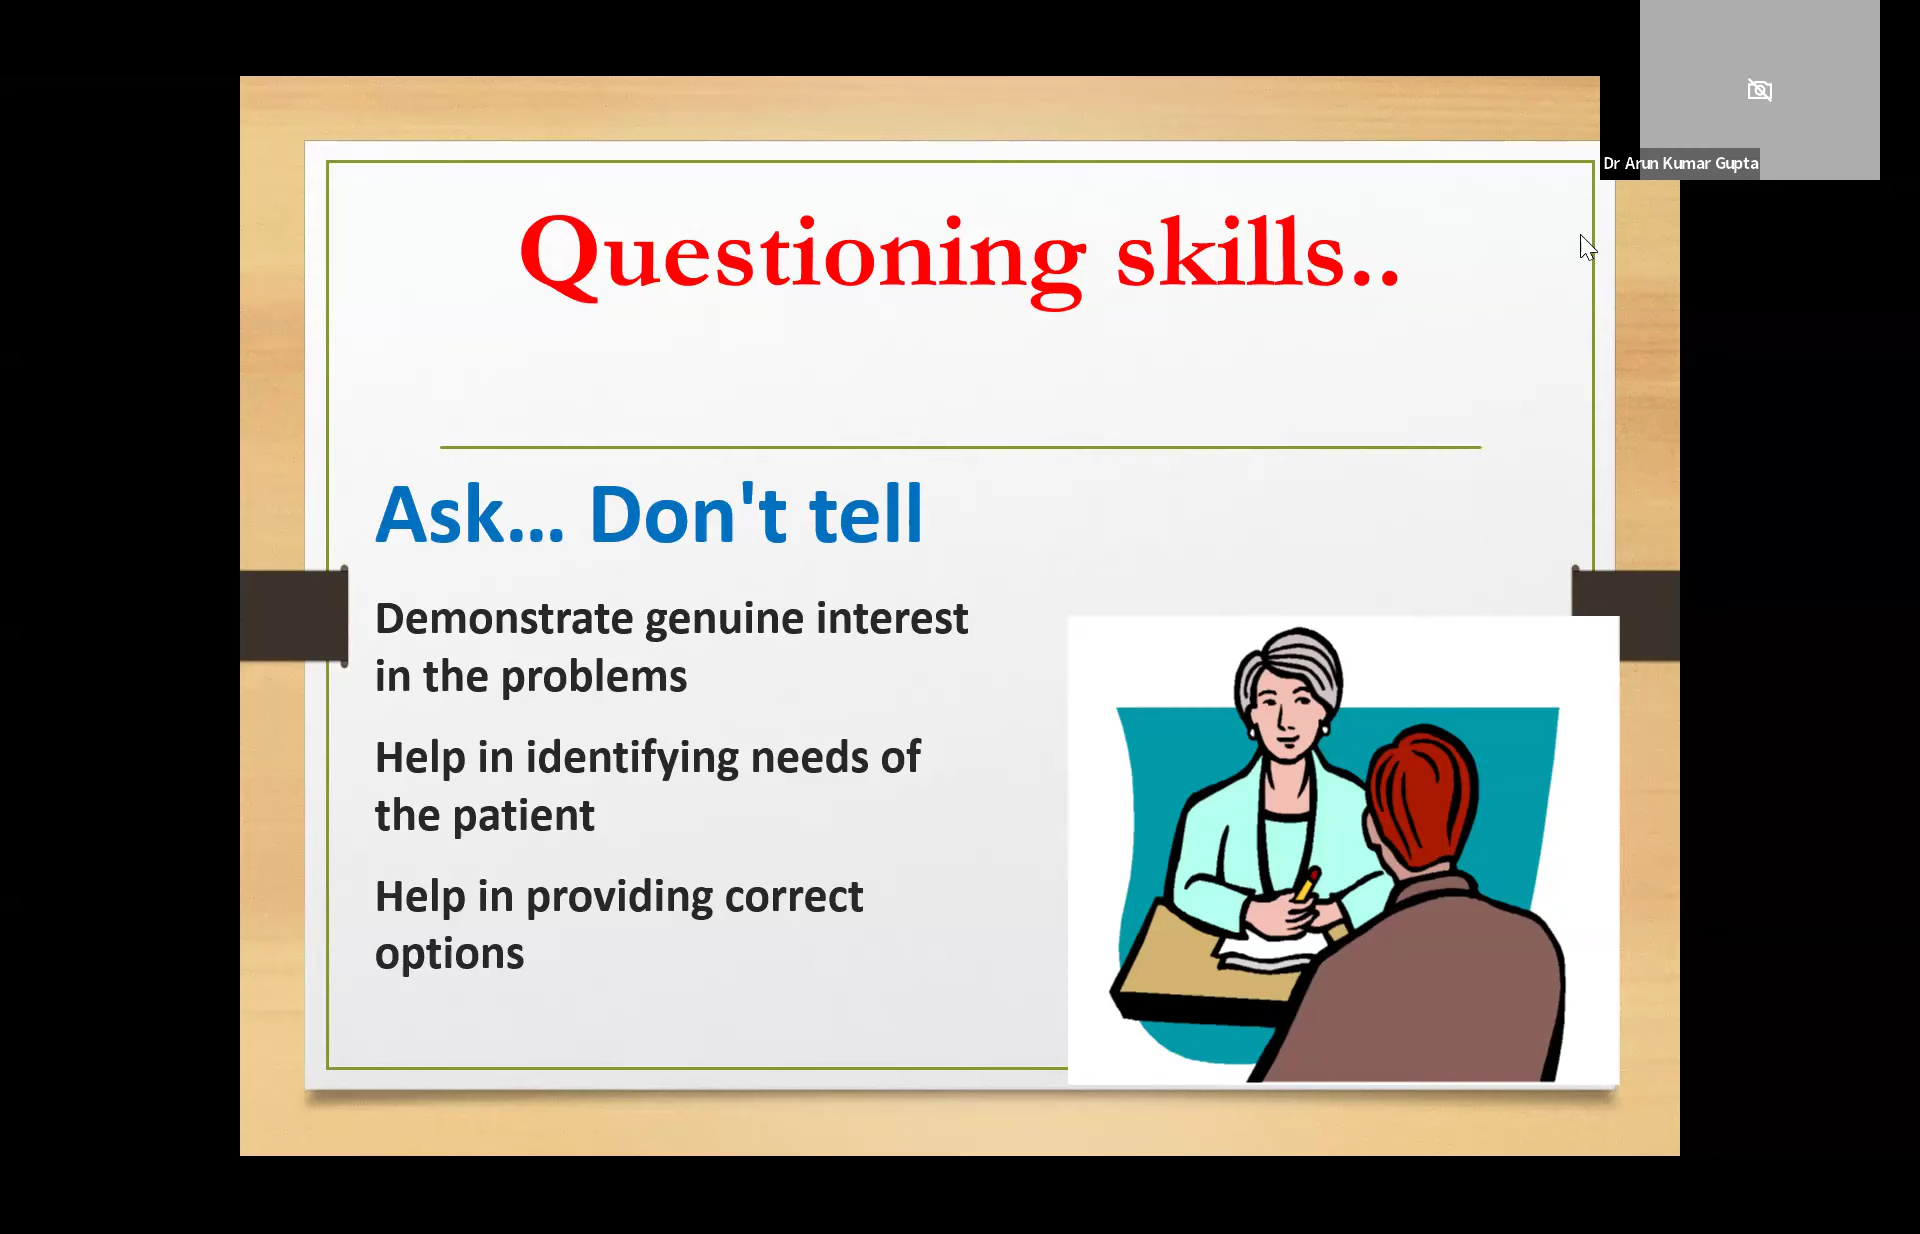 Dr Arun Kumar Gupta
Questioning skills..
Ask... Don't tell
Demonstrate genuine interest
in the problems
Help in identifying needs of
the patient
Help in providing correct
options